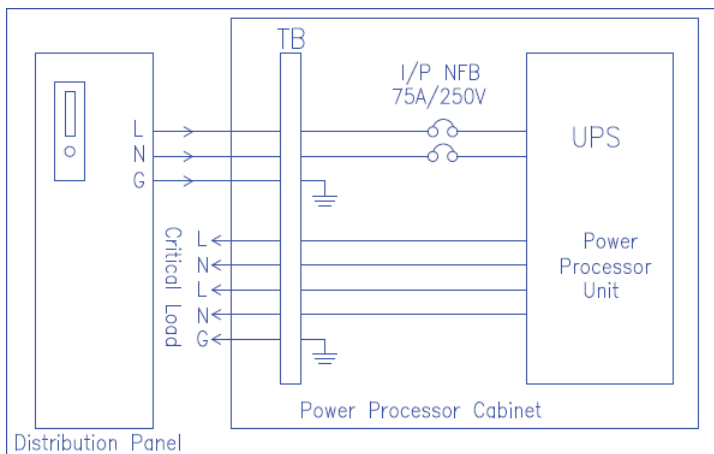 TB
I/P NFB
75A/250V
L
N
G
UPS
Critical Load
L
N
L
N
G
Power
Processor
Unit
Power Processor Cabinet
Distribution Panel